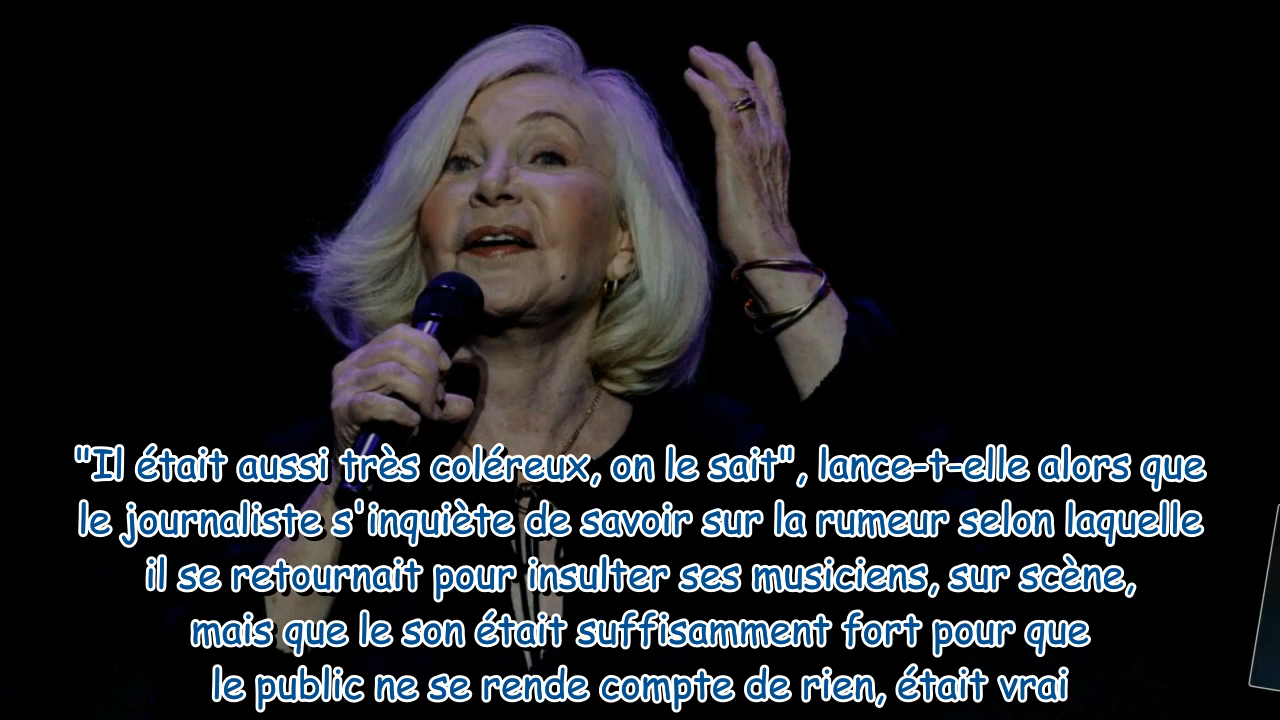 "Il était aussi très coléreux, on le sait", lance-t-elle alors que
le journaliste s'inquiète de savoir sur la rumeur selon laquelle
il se retournait pour insulter ses musiciens, sur scène,
mais que le son était suffisamment fort pour que
le public ne se rende compte de rien, était vrai